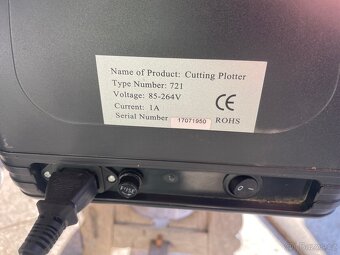 Name of Product: Cutting Plotter
Type Number: 721
Voltage: 85-264V
Current: 1A
CE
Serial Number 17071950 ROHS
FUSE
O -